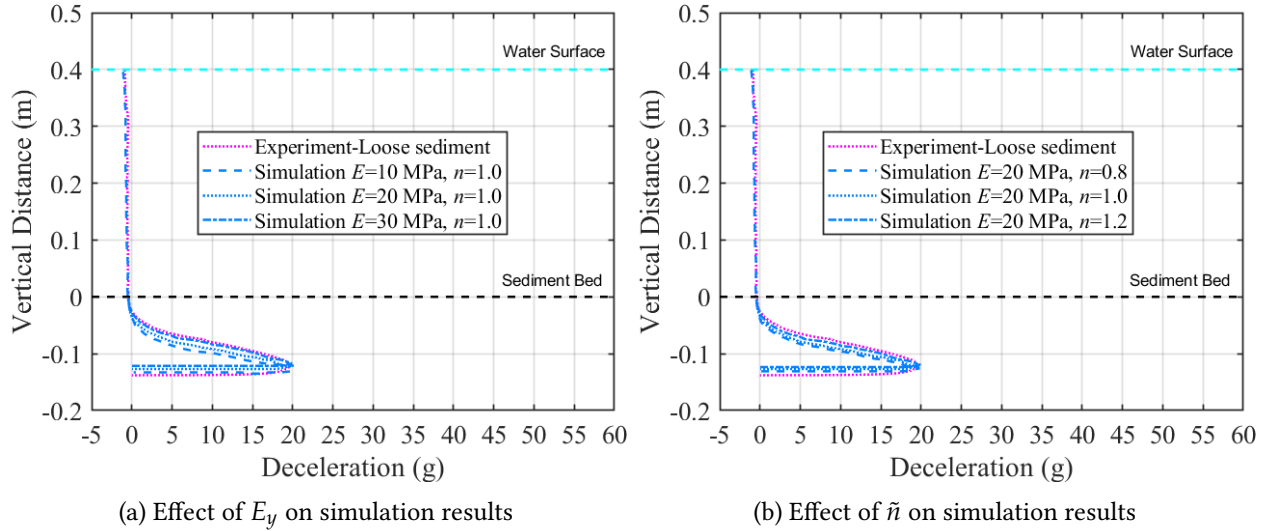 0.5
0.4
0.3
0.2
0.1
0
-0.1
-0.2
Vertical Distance (m)
Water Surface
Experiment-Loose sediment
Simulation E=10 MPa, n=1.0
Simulation E=20 MPa, n=1.0
Simulation E=30 MPa, n=1.0
Sediment Bed
-5 0 5 10 15 20 25 30 35 40 45 50 55 60
Deceleration (g)
(a) Effect of E_y on simulation results
0.5
0.4
0.3
0.2
0.1
0
-0.1
-0.2
Vertical Distance (m)
Water Surface
Experiment-Loose sediment
Simulation E=20 MPa, n=0.8
Simulation E=20 MPa, n=1.0
Simulation E=20 MPa, n=1.2
Sediment Bed
-5 0 5 10 15 20 25 30 35 40 45 50 55 60
Deceleration (g)
(b) Effect of ñ on simulation results